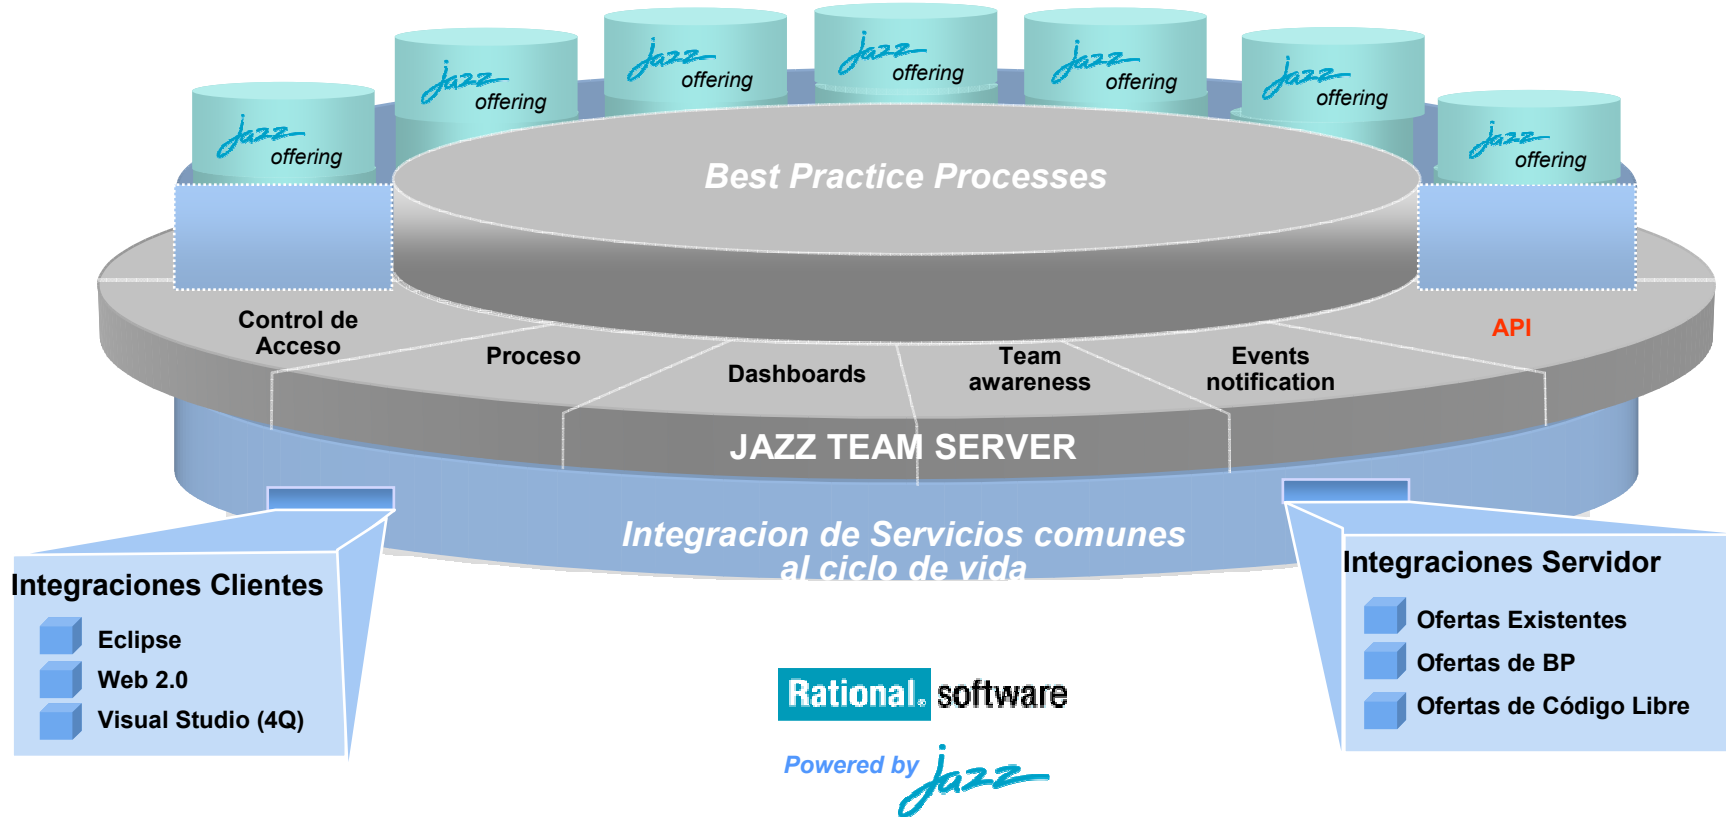 jazz
offering
jazz
offering
jazz
offering
jazz
offering
jazz
offering
jazz
offering
jazz
offering
Best Practice Processes
Control de
Acceso
Proceso
Dashboards
Team
awareness
Events
notification
API
JAZZ TEAM SERVER
Integracion de Servicios comunes
al ciclo de vida
Integraciones Clientes
Eclipse
Web 2.0
Visual Studio (4Q)
Integraciones Servidor
Ofertas Existentes
Ofertas de BP
Ofertas de Código Libre
Rational. software
Powered by jazz